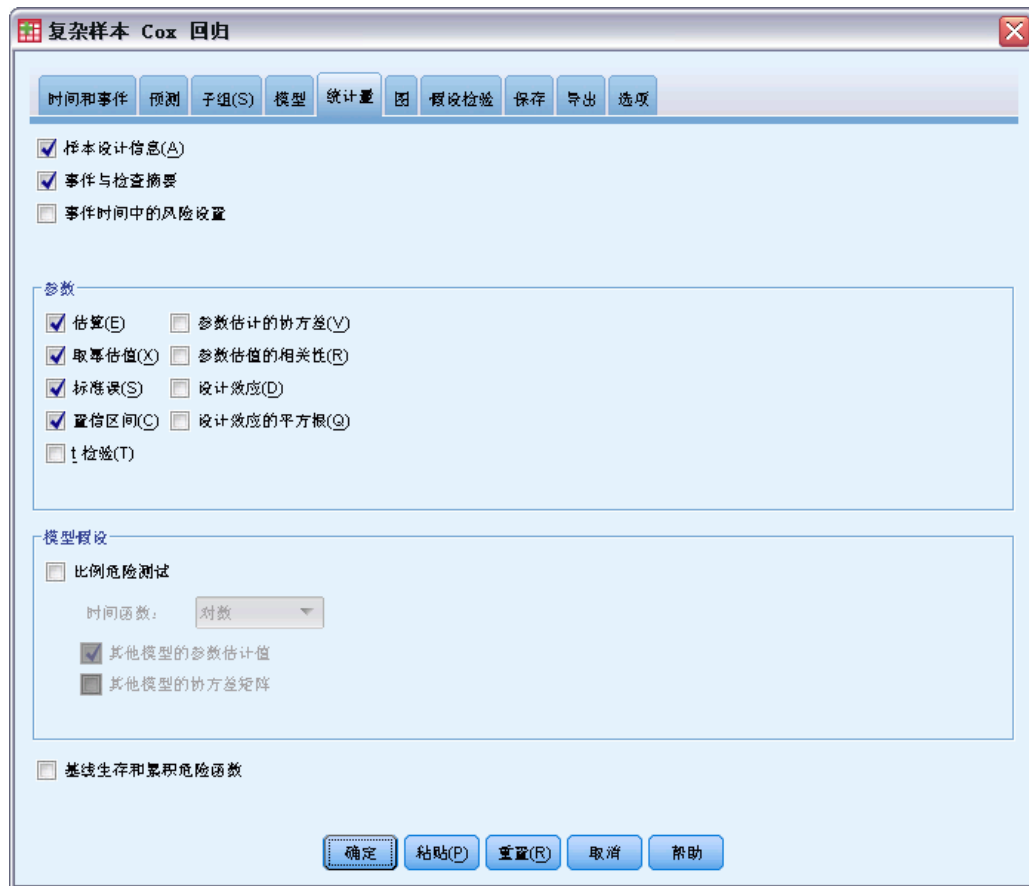 复杂样本 Cox 回归
时间和事件 预测 子组(S) 模型 统计量 图 假设检验 保存 导出 选项
样本设计信息(A)
事件与检查摘要
事件时间中的风险设置
参数
估算(E) 参数估计的协方差(V)
取幂估值(X) 参数估值的相关性(R)
标准误(S) 设计效应(D)
置信区间(C) 设计效应的平方根(Q)
t 检验(T)
模型假设
比例危险测试
时间函数: 对数
其他模型的参数估计值
其他模型的协方差矩阵
基线生存和累积危险函数
确定 粘贴(P) 重置(R) 取消 帮助